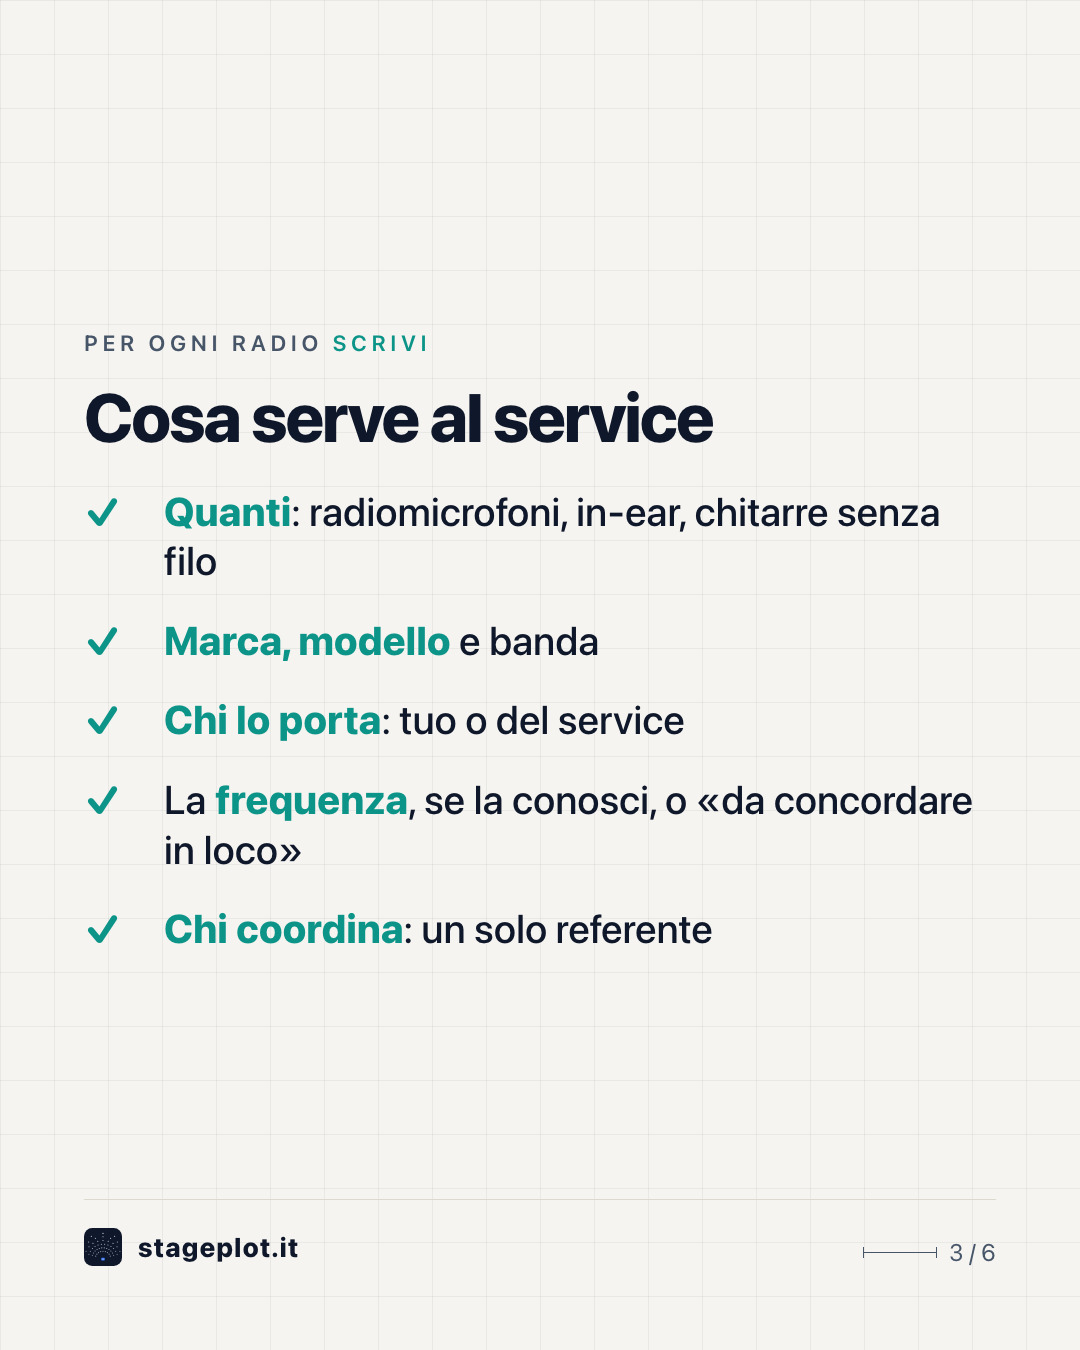 PER OGNI RADIO SCRIVI
Cosa serve al service
Quanti: radiomicrofoni, in-ear, chitarre senza
filo
Marca, modello e banda
Chi lo porta: tuo o del service
La frequenza, se la conosci, o «da concordare
in loco»
Chi coordina: un solo referente
stageplot.it
3 / 6